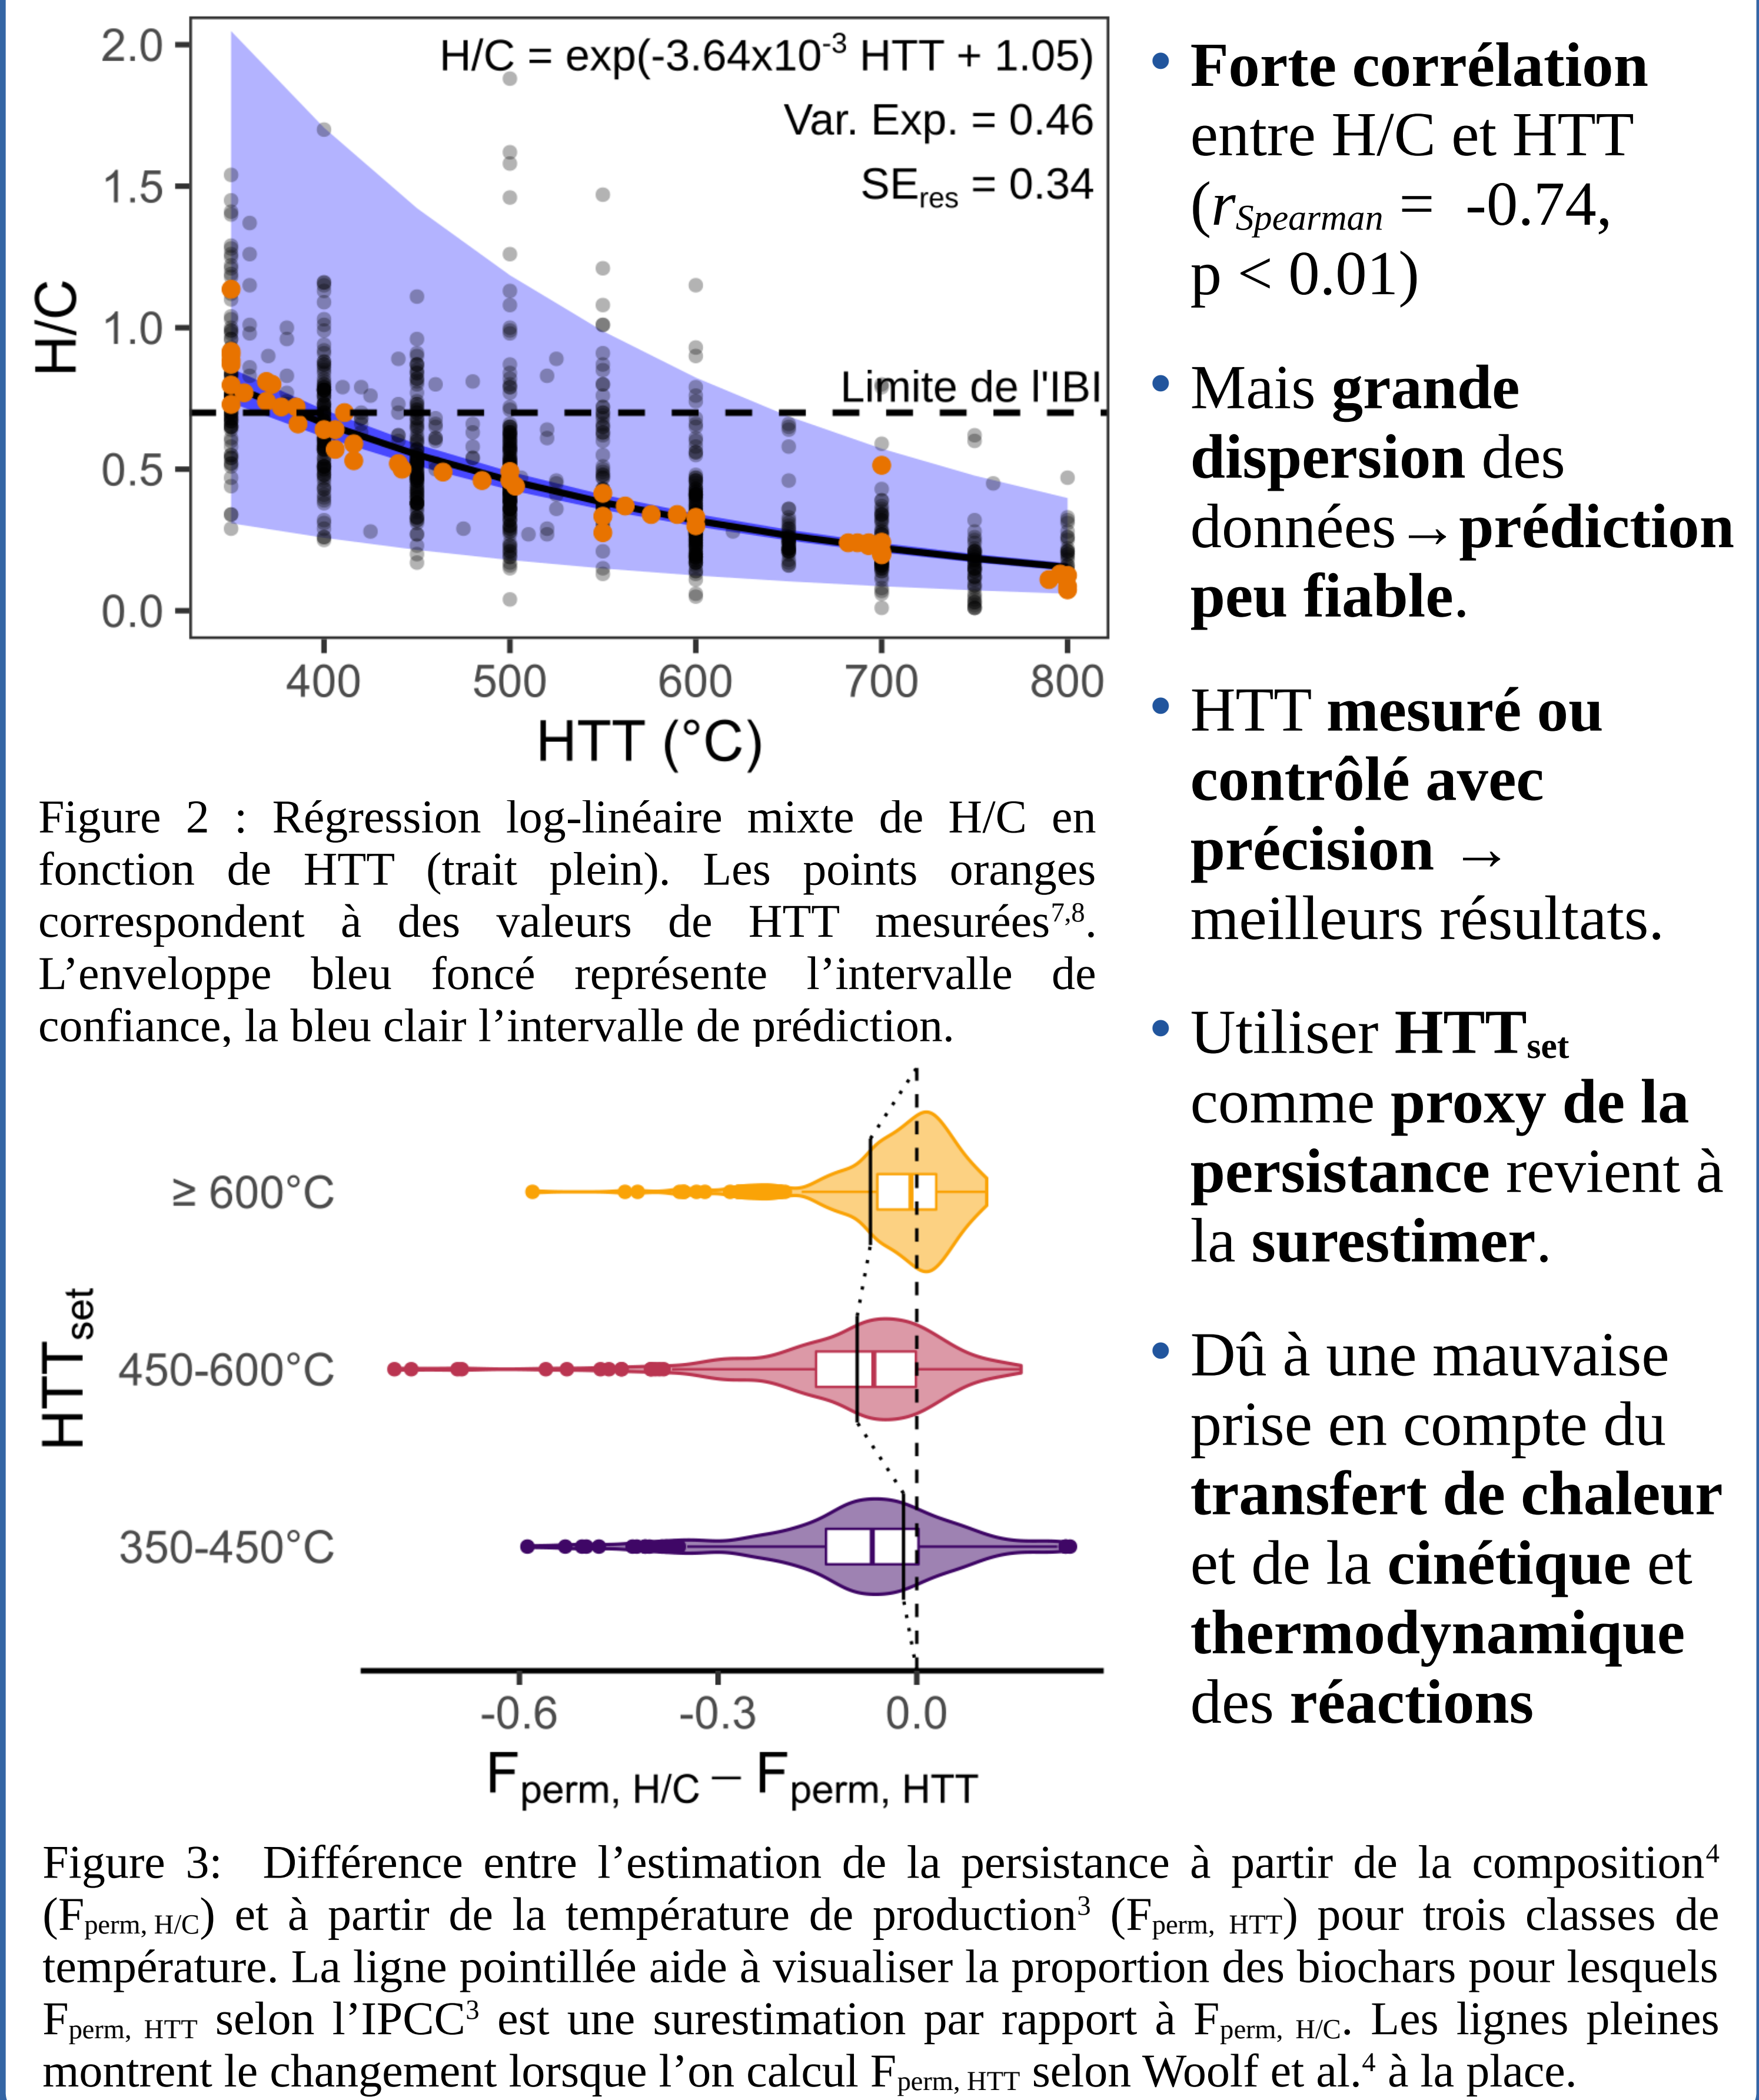 H/C = exp(-3.64x10⁻³ HTT + 1.05)
Var. Exp. = 0.46
SEres = 0.34
Limite de l'IBI
2.0
1.5
1.0
0.5
0.0
H/C
400 500 600 700 800
HTT (°C)
Figure 2 : Régression log-linéaire mixte de H/C en
fonction de HTT (trait plein). Les points oranges
correspondent à des valeurs de HTT mesurées⁷,⁸.
L’enveloppe bleu foncé représente l’intervalle de
confiance, la bleu clair l’intervalle de prédiction.
≥ 600°C
450-600°C
350-450°C
HTTset
-0.6 -0.3 0.0
Fperm, H/C – Fperm, HTT
• Forte corrélation
entre H/C et HTT
(rSpearman = -0.74,
p < 0.01)
• Mais grande
dispersion des
données→prédiction
peu fiable.
• HTT mesuré ou
contrôlé avec
précision →
meilleurs résultats.
• Utiliser HTTset
comme proxy de la
persistance revient à
la surestimer.
• Dû à une mauvaise
prise en compte du
transfert de chaleur
et de la cinétique et
thermodynamique
des réactions
Figure 3: Différence entre l’estimation de la persistance à partir de la composition⁴
(Fperm, H/C) et à partir de la température de production³ (Fperm, HTT) pour trois classes de
température. La ligne pointillée aide à visualiser la proportion des biochars pour lesquels
Fperm, HTT selon l’IPCC³ est une surestimation par rapport à Fperm, H/C. Les lignes pleines
montrent le changement lorsque l’on calcul Fperm, HTT selon Woolf et al.⁴ à la place.